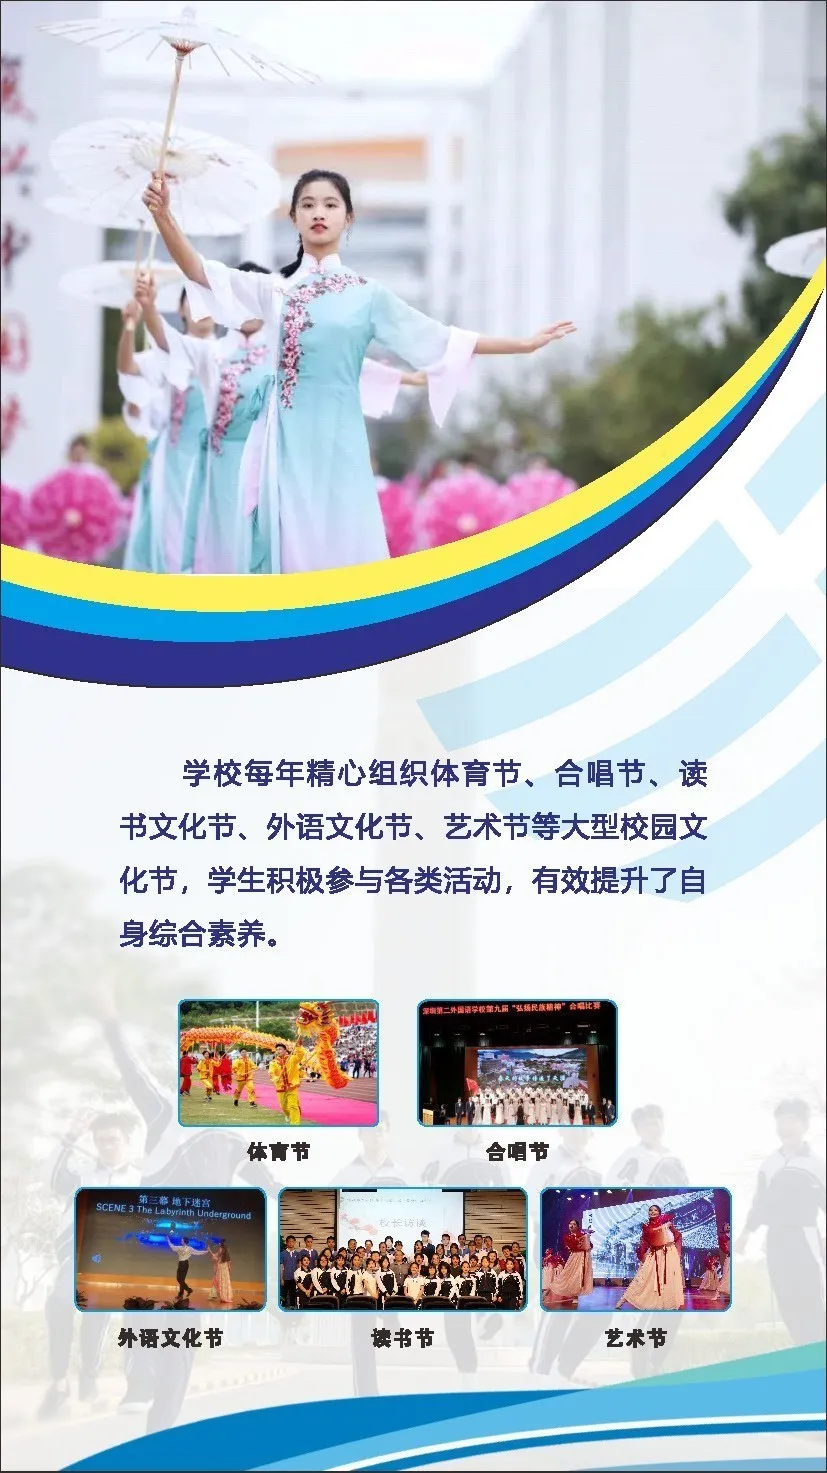 学校每年精心组织体育节、合唱节、读
书文化节、外语文化节、艺术节等大型校园文
化节，学生积极参与各类活动，有效提升了自
身综合素养。
深圳第二外国语学校第九届“弘扬民族精神”合唱比赛
体育节
合唱节
第三幕 地下迷宫
SCENE 3 The Labyrinth Underground
校长访谈
外语文化节
读书节
艺术节